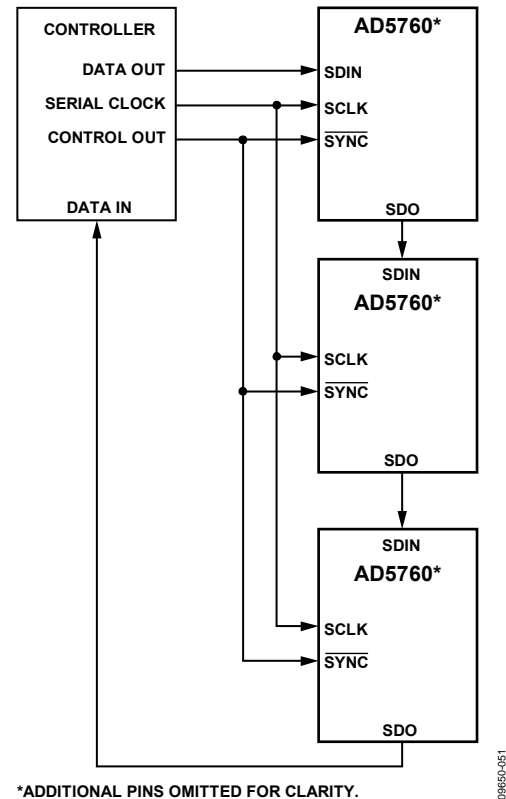 CONTROLLER
DATA OUT
SERIAL CLOCK
CONTROL OUT
DATA IN
AD5760*
SDIN
SCLK
SYNC
SDO
SDIN
AD5760*
SCLK
SYNC
SDO
SDIN
AD5760*
SCLK
SYNC
SDO
*ADDITIONAL PINS OMITTED FOR CLARITY.
09650-051